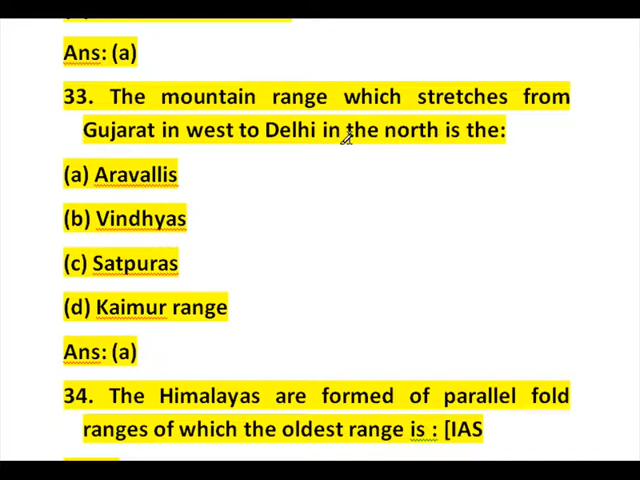 Ans: (a)
33. The mountain range which stretches from
Gujarat in west to Delhi in the north is the:
(a) Aravallis
(b) Vindhyas
(c) Satpuras
(d) Kaimur range
Ans: (a)
34. The Himalayas are formed of parallel fold
ranges of which the oldest range is : [IAS